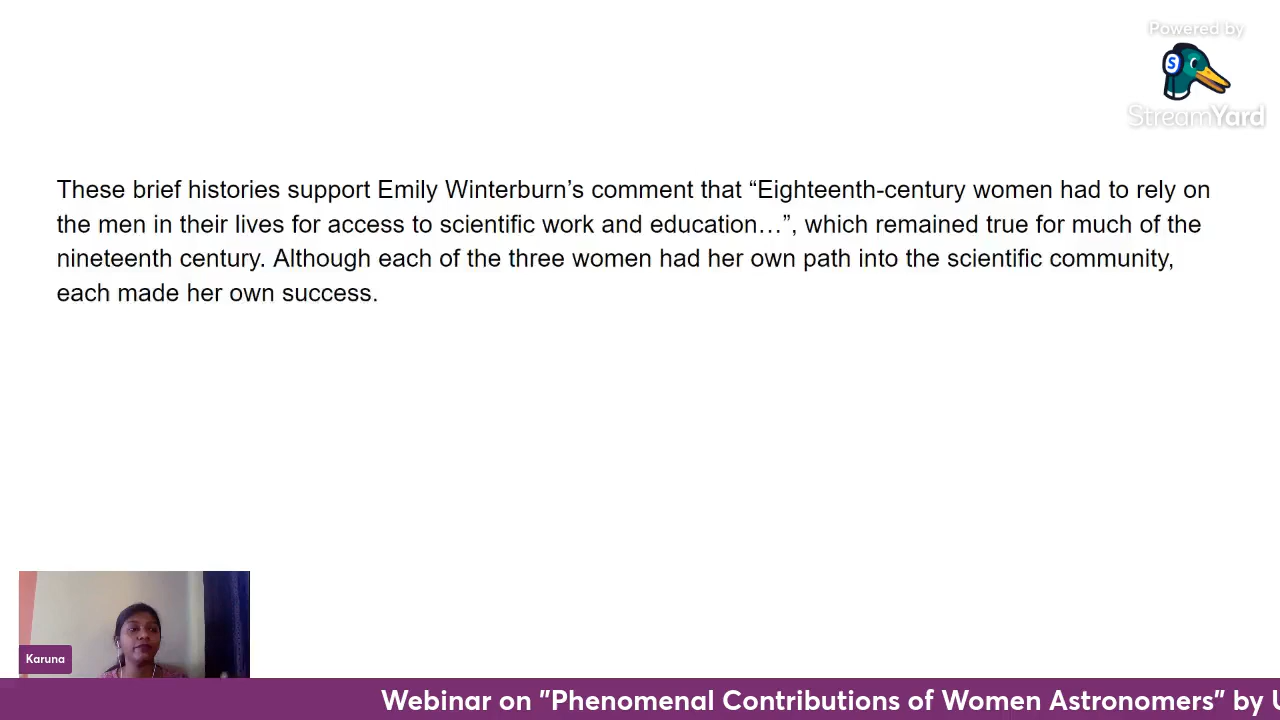 Powered by
S
StreamYard
These brief histories support Emily Winterburn’s comment that “Eighteenth-century women had to rely on
the men in their lives for access to scientific work and education…”, which remained true for much of the
nineteenth century. Although each of the three women had her own path into the scientific community,
each made her own success.
Karuna
Webinar on "Phenomenal Contributions of Women Astronomers" by U